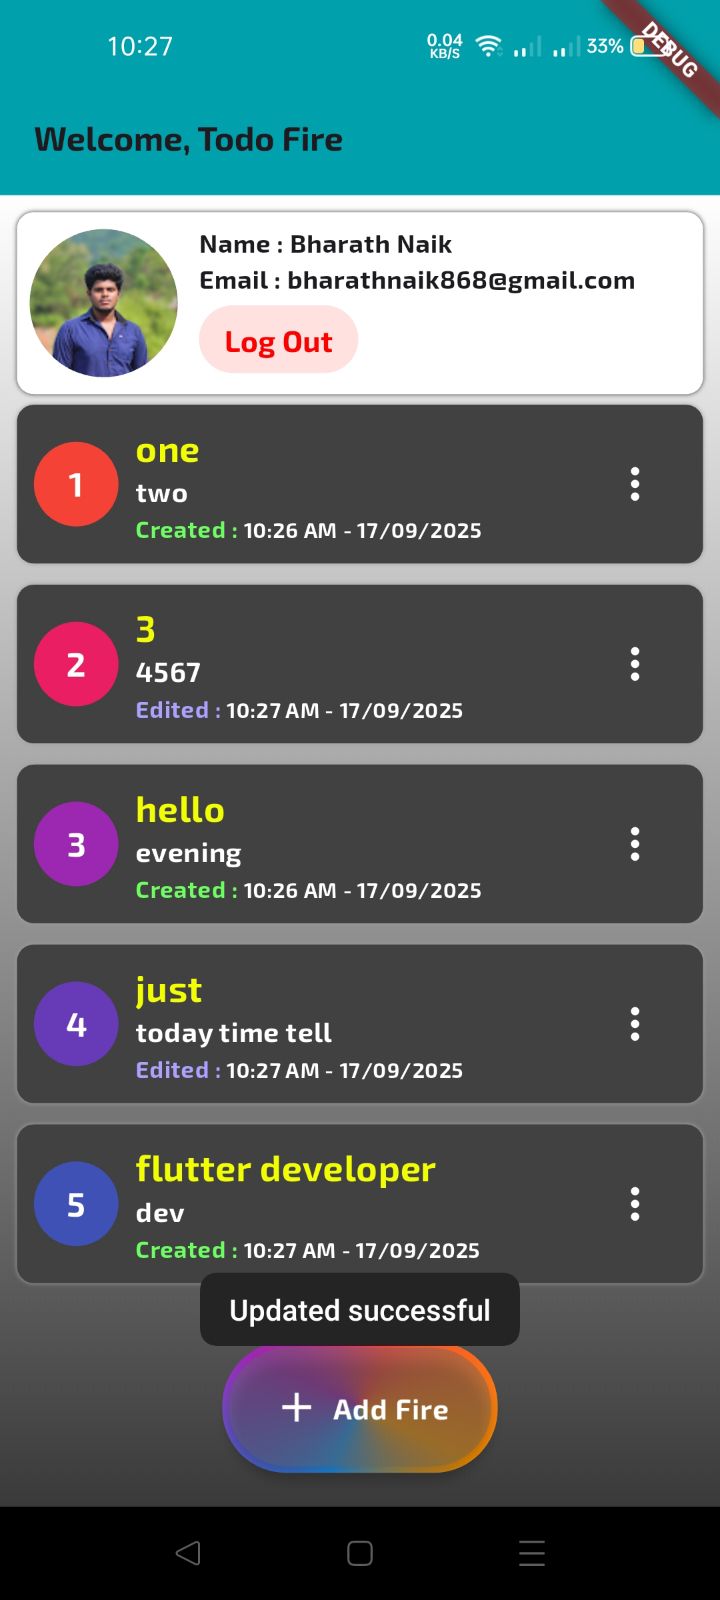 10:27
0.04
KB/S
33%
DEBUG
Welcome, Todo Fire
Name : Bharath Naik
Email : bharathnaik868@gmail.com
Log Out
1
one
two
Created : 10:26 AM - 17/09/2025
2
3
4567
Edited : 10:27 AM - 17/09/2025
3
hello
evening
Created : 10:26 AM - 17/09/2025
4
just
today time tell
Edited : 10:27 AM - 17/09/2025
5
flutter developer
dev
Created : 10:27 AM - 17/09/2025
Updated successful
+ Add Fire